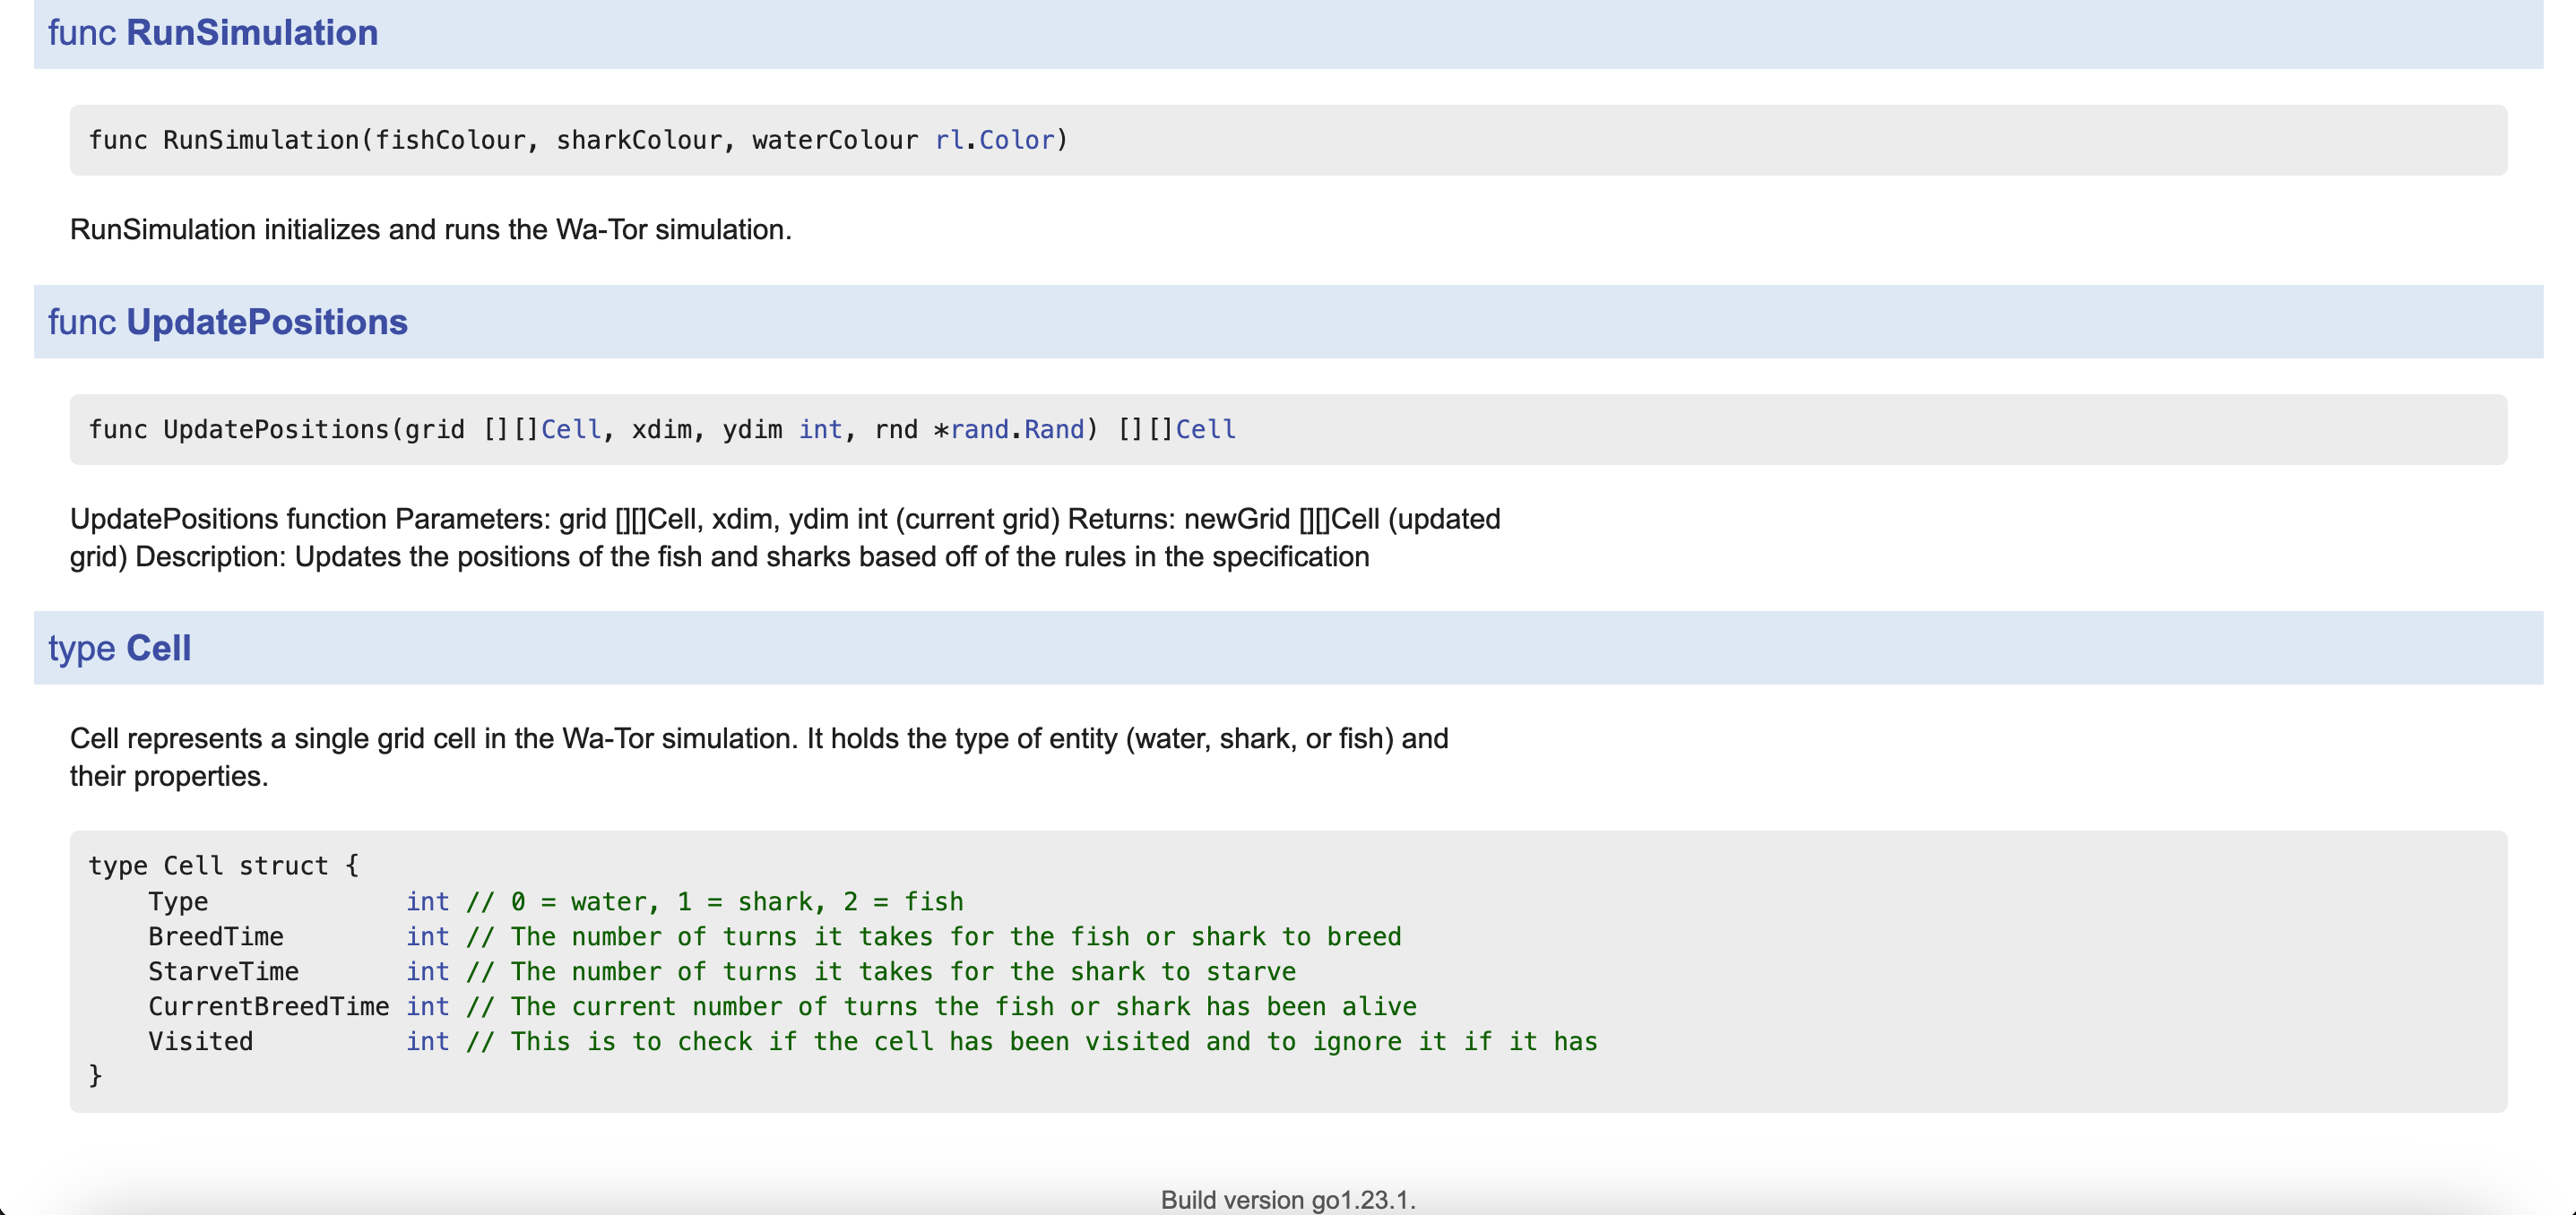 func RunSimulation
func RunSimulation(fishColour, sharkColour, waterColour rl.Color)
RunSimulation initializes and runs the Wa-Tor simulation.
func UpdatePositions
func UpdatePositions(grid [][]Cell, xdim, ydim int, rnd *rand.Rand) [][]Cell
UpdatePositions function Parameters: grid [][]Cell, xdim, ydim int (current grid) Returns: newGrid [][]Cell (updated
grid) Description: Updates the positions of the fish and sharks based off of the rules in the specification
type Cell
Cell represents a single grid cell in the Wa-Tor simulation. It holds the type of entity (water, shark, or fish) and
their properties.
type Cell struct {
    Type             int // 0 = water, 1 = shark, 2 = fish
    BreedTime        int // The number of turns it takes for the fish or shark to breed
    StarveTime       int // The number of turns it takes for the shark to starve
    CurrentBreedTime int // The current number of turns the fish or shark has been alive
    Visited          int // This is to check if the cell has been visited and to ignore it if it has
}
Build version go1.23.1.